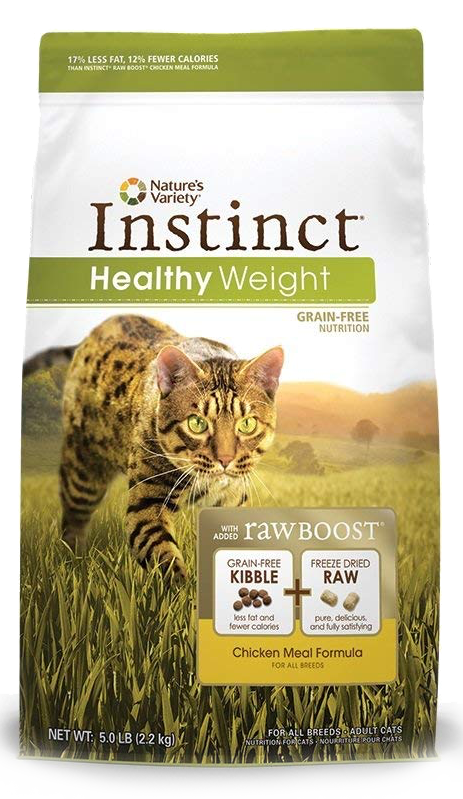 17% LESS FAT, 12% FEWER CALORIES
THAN INSTINCT® RAW BOOST® CHICKEN MEAL FORMULA
Nature's
Variety®
Instinct®
Healthy Weight
GRAIN-FREE
NUTRITION
WITH
ADDED
raw BOOST®
GRAIN-FREE
KIBBLE
less fat and
fewer calories
+
FREEZE DRIED
RAW
pure, delicious,
and fully satisfying
Chicken Meal Formula
FOR ALL BREEDS
NET WT: 5.0 LB (2.2 kg)
FOR ALL BREEDS • ADULT CATS
NUTRITION FOR CATS • NOURRITURE POUR CHATS